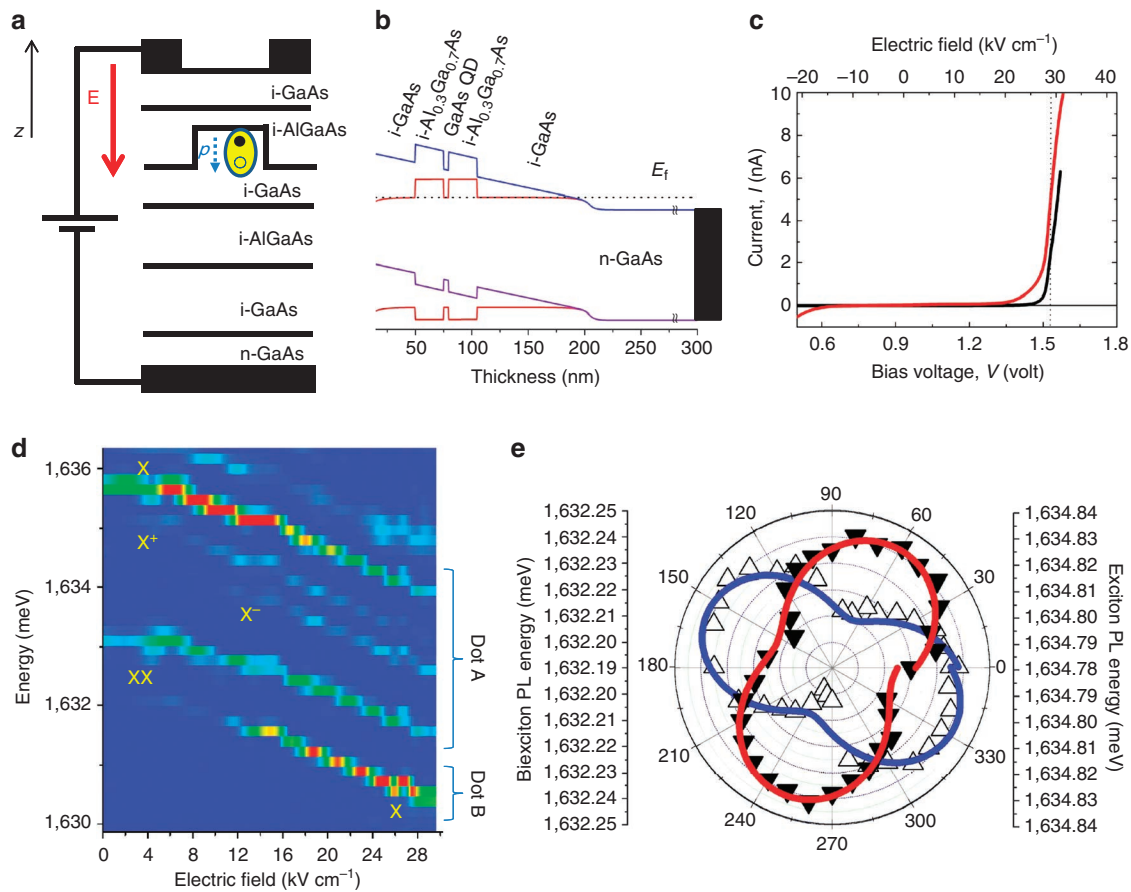 a
z
E
i-GaAs
i-AlGaAs
p
i-GaAs
i-AlGaAs
i-GaAs
n-GaAs
b
i-GaAs
i-Al0.3Ga0.7As
GaAs QD
i-Al0.3Ga0.7As
i-GaAs
Ef
n-GaAs
50 100 150 200 300
Thickness (nm)
c
Electric field (kV cm−1)
−20 −10 0 10 20 30 40
10
8
6
4
2
0
Current, I (nA)
0.6 0.9 1.2 1.5 1.8
Bias voltage, V (volt)
d
1,636
1,634
1,632
1,630
Energy (meV)
X
X+
X−
XX
X
Dot A
Dot B
0 4 8 12 16 20 24 28
Electric field (kV cm−1)
e
Biexciton PL energy (meV)
1,632.25
1,632.24
1,632.23
1,632.22
1,632.21
1,632.20
1,632.19
1,632.20
1,632.21
1,632.22
1,632.23
1,632.24
1,632.25
90
60
30
0
330
300
270
240
210
180
150
120
1,634.84
1,634.83
1,634.82
1,634.81
1,634.80
1,634.79
1,634.78
1,634.79
1,634.80
1,634.81
1,634.82
1,634.83
1,634.84
Exciton PL energy (meV)